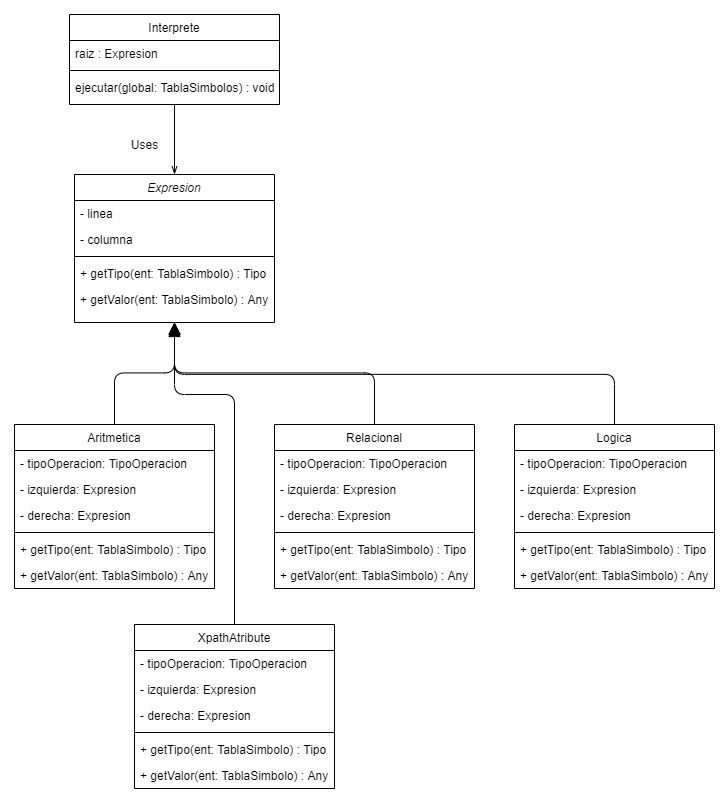 Interprete
raiz : Expresion
ejecutar(global: TablaSimbolos) : void
Uses
Expresion
- linea
- columna
+ getTipo(ent: TablaSimbolo) : Tipo
+ getValor(ent: TablaSimbolo) : Any
Aritmetica
- tipoOperacion: TipoOperacion
- izquierda: Expresion
- derecha: Expresion
+ getTipo(ent: TablaSimbolo) : Tipo
+ getValor(ent: TablaSimbolo) : Any
Relacional
- tipoOperacion: TipoOperacion
- izquierda: Expresion
- derecha: Expresion
+ getTipo(ent: TablaSimbolo) : Tipo
+ getValor(ent: TablaSimbolo) : Any
Logica
- tipoOperacion: TipoOperacion
- izquierda: Expresion
- derecha: Expresion
+ getTipo(ent: TablaSimbolo) : Tipo
+ getValor(ent: TablaSimbolo) : Any
XpathAtribute
- tipoOperacion: TipoOperacion
- izquierda: Expresion
- derecha: Expresion
+ getTipo(ent: TablaSimbolo) : Tipo
+ getValor(ent: TablaSimbolo) : Any